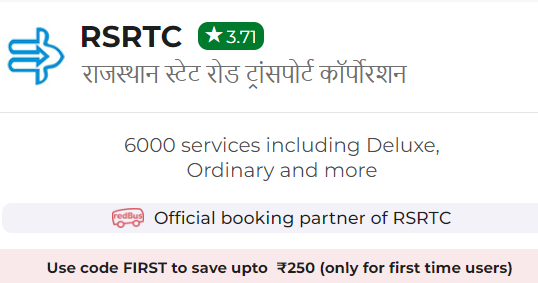 RSRTC ★ 3.71
राजस्थान स्टेट रोड ट्रांसपोर्ट कॉर्पोरेशन
6000 services including Deluxe,
Ordinary and more
redBus Official booking partner of RSRTC
Use code FIRST to save upto ₹250 (only for first time users)